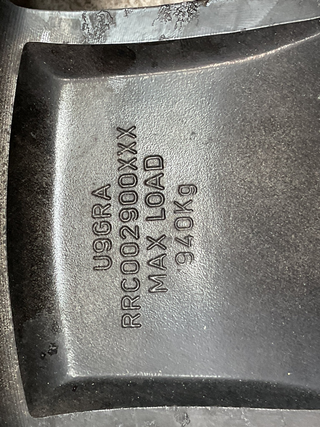 U9GRA
RRC002900XXX
MAX LOAD
940Kg